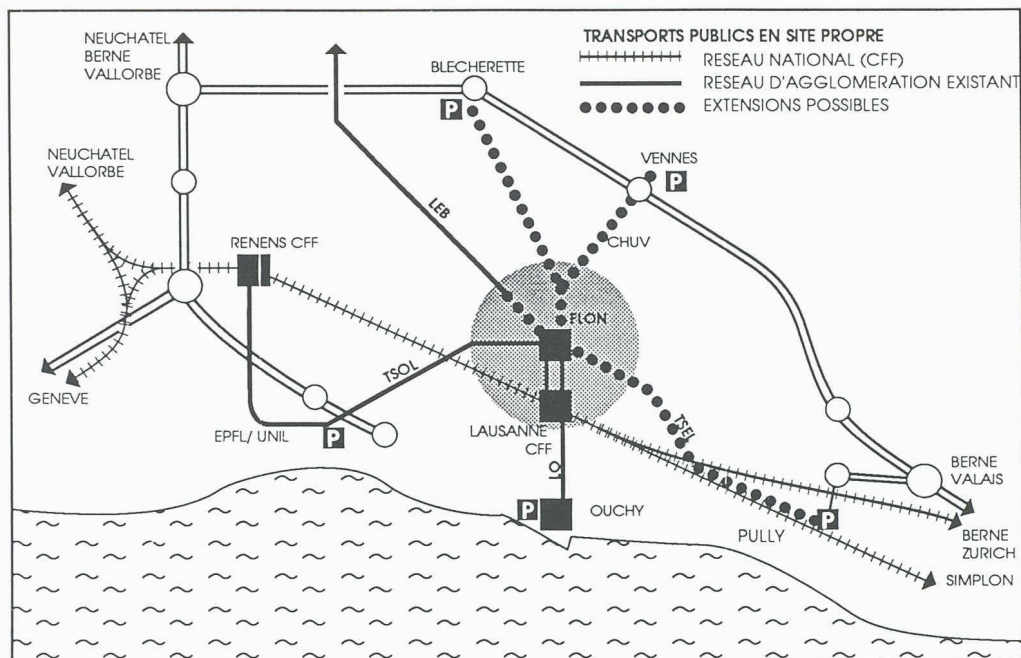 NEUCHATEL
BERNE
VALLORBE
BLECHERETTE
P
TRANSPORTS PUBLICS EN SITE PROPRE
RESEAU NATIONAL (CFF)
RESEAU D'AGGLOMERATION EXISTANT
EXTENSIONS POSSIBLES
NEUCHATEL
VALLORBE
VENNES
P
LEB
CHUV
RENENS CFF
FLON
TSOL
GENEVE
EPFL/ UNIL
P
LAUSANNE
CFF
TSEL
LO
P
OUCHY
PULLY
P
BERNE
VALAIS
BERNE
ZURICH
SIMPLON